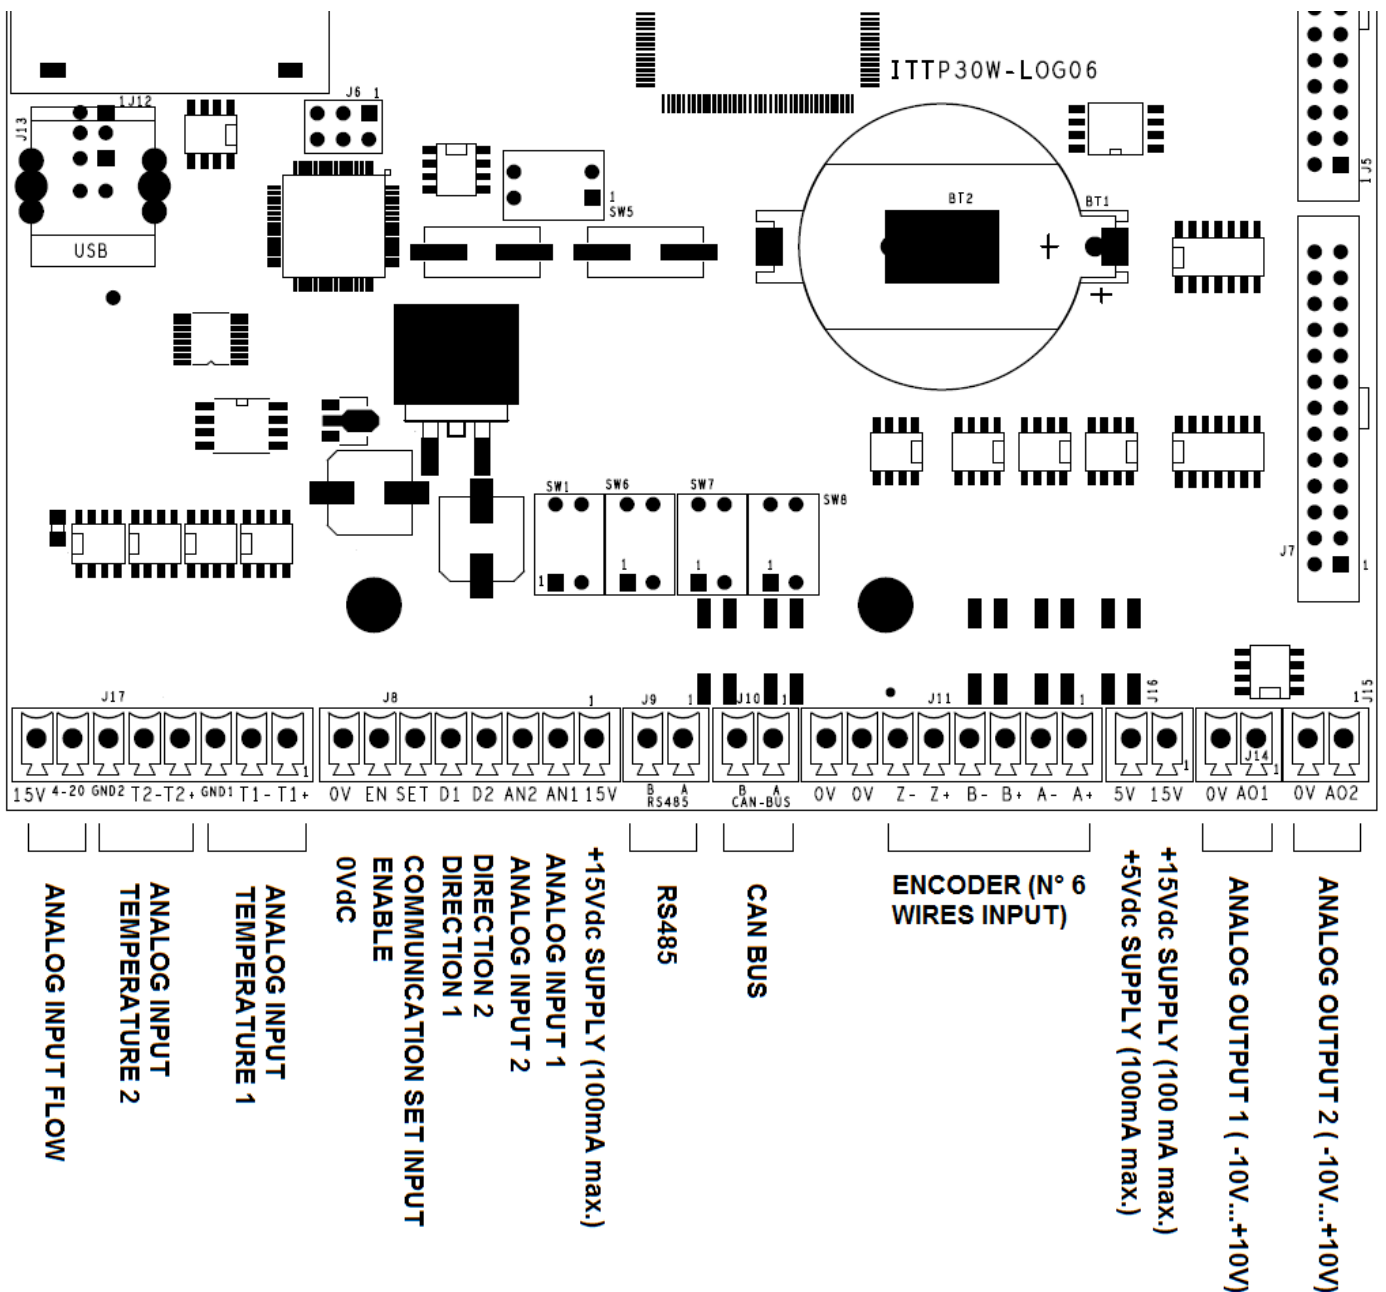 ITTP30W-LOG06
1 J12
J13
J6 1
USB
1
SW5
BT2
BT1
+
+
J5
1
SW1
SW6
SW7
SW8
1
1
1
1
J7
1
J17
J8
1
J9
1
J10
1
J11
1
J16
J15
1
1
1
J14
1
15V 4-20 GND2 T2- T2+ GND1 T1- T1+
0V EN SET D1 D2 AN2 AN1 15V
B A
RS485
B A
CAN-BUS
0V 0V Z- Z+ B- B+ A- A+
5V 15V
0V AO1
0V AO2
ANALOG INPUT FLOW
ANALOG INPUT
TEMPERATURE 2
ANALOG INPUT
TEMPERATURE 1
0VdC
ENABLE
COMMUNICATION SET INPUT
DIRECTION 1
DIRECTION 2
ANALOG INPUT 2
ANALOG INPUT 1
+15Vdc SUPPLY (100mA max.)
RS485
CAN BUS
ENCODER (N° 6
WIRES INPUT)
+5Vdc SUPPLY (100mA max.)
+15Vdc SUPPLY (100 mA max.)
ANALOG OUTPUT 1 ( -10V...+10V)
ANALOG OUTPUT 2 ( -10V...+10V)